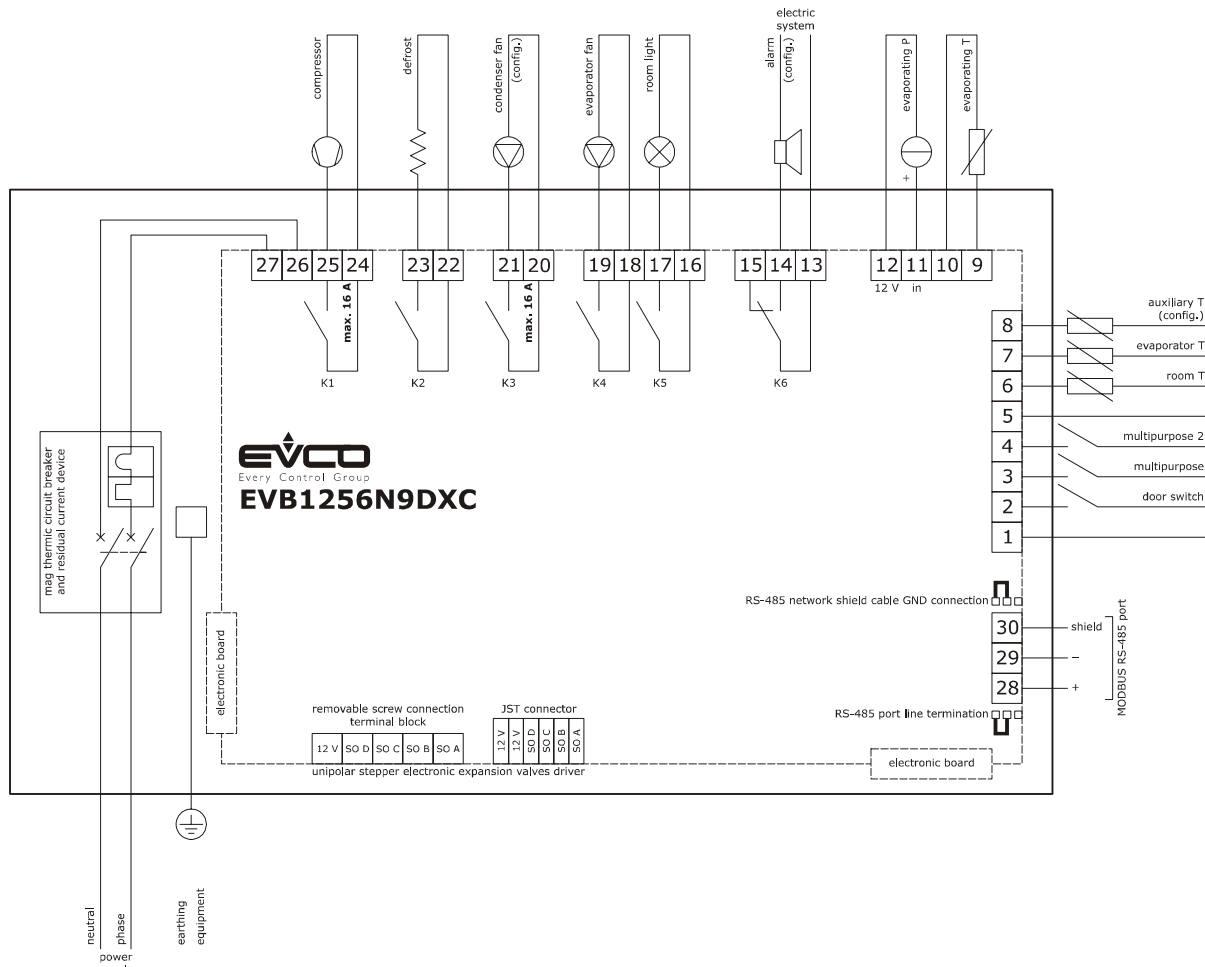 electric
system
compressor
defrost
condenser fan
(config.)
evaporator fan
room light
alarm
(config.)
evaporating P
evaporating T
+
27 26 25 24
23 22
21 20
19 18 17 16
15 14 13
12 11 10 9
12 V in
max. 16 A
max. 16 A
K1
K2
K3
K4
K5
K6
8
auxiliary T
(config.)
7
evaporator T
6
room T
5
4
multipurpose 2
3
multipurpose
2
door switch
1
mag thermic circuit breaker
and residual current device
EVCO
Every Control Group
EVB1256N9DXC
RS-485 network shield cable GND connection
30
shield
29
–
28
+
MODBUS RS-485 port
RS-485 port line termination
electronic board
electronic board
removable screw connection
terminal block
12 V SO D SO C SO B SO A
JST connector
12 V 12 V SO D SO C SO B SO A
unipolar stepper electronic expansion valves driver
neutral
phase
power
earthing
equipment